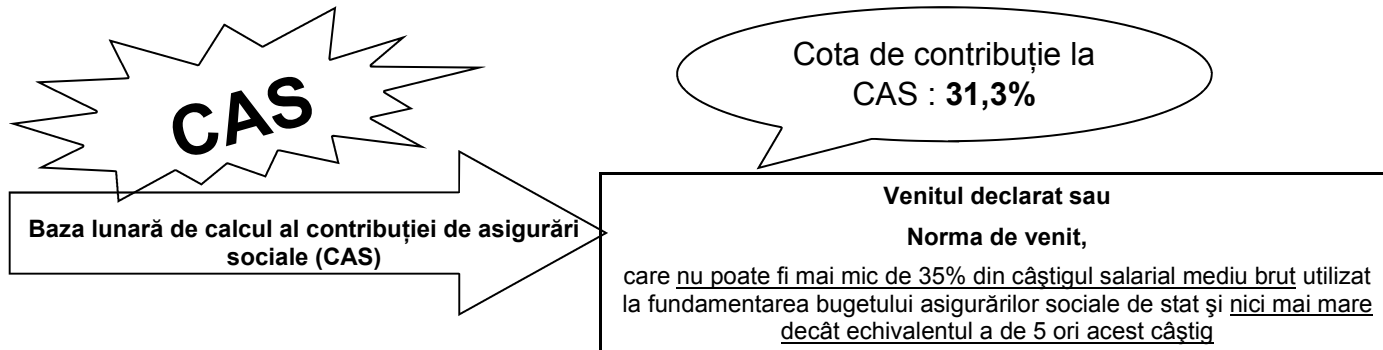 CAS
Cota de contribuție la
CAS : 31,3%
Baza lunară de calcul al contribuției de asigurări
sociale (CAS)
Venitul declarat sau
Norma de venit,
care nu poate fi mai mic de 35% din câştigul salarial mediu brut utilizat
la fundamentarea bugetului asigurărilor sociale de stat şi nici mai mare
decât echivalentul a de 5 ori acest câştig